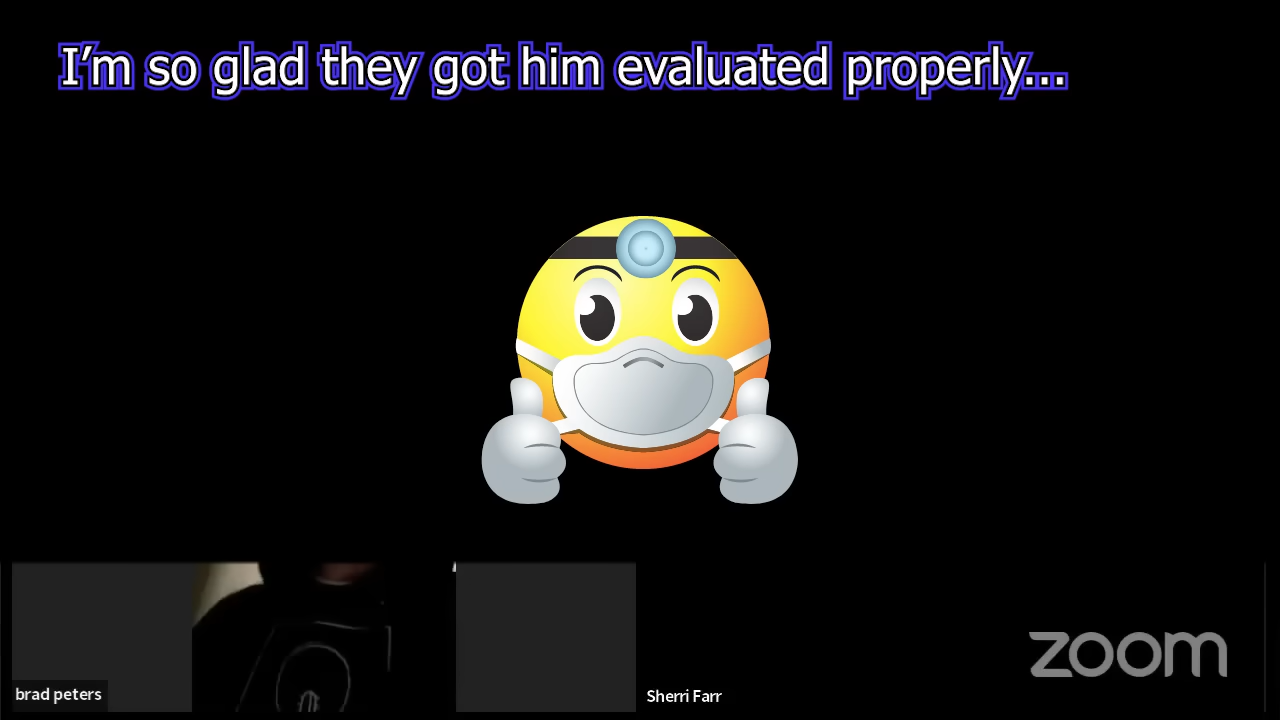 I’m so glad they got him evaluated properly...
brad peters
Sherri Farr
zoom